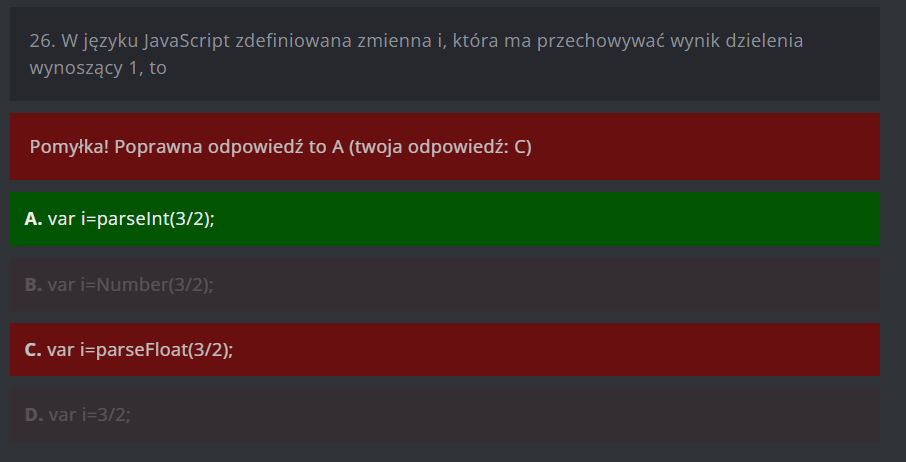 26. W języku JavaScript zdefiniowana zmienna i, która ma przechowywać wynik dzielenia
wynoszący 1, to
Pomyłka! Poprawna odpowiedź to A (twoja odpowiedź: C)
A. var i=parseInt(3/2);
B. var i=Number(3/2);
C. var i=parseFloat(3/2);
D. var i=3/2;